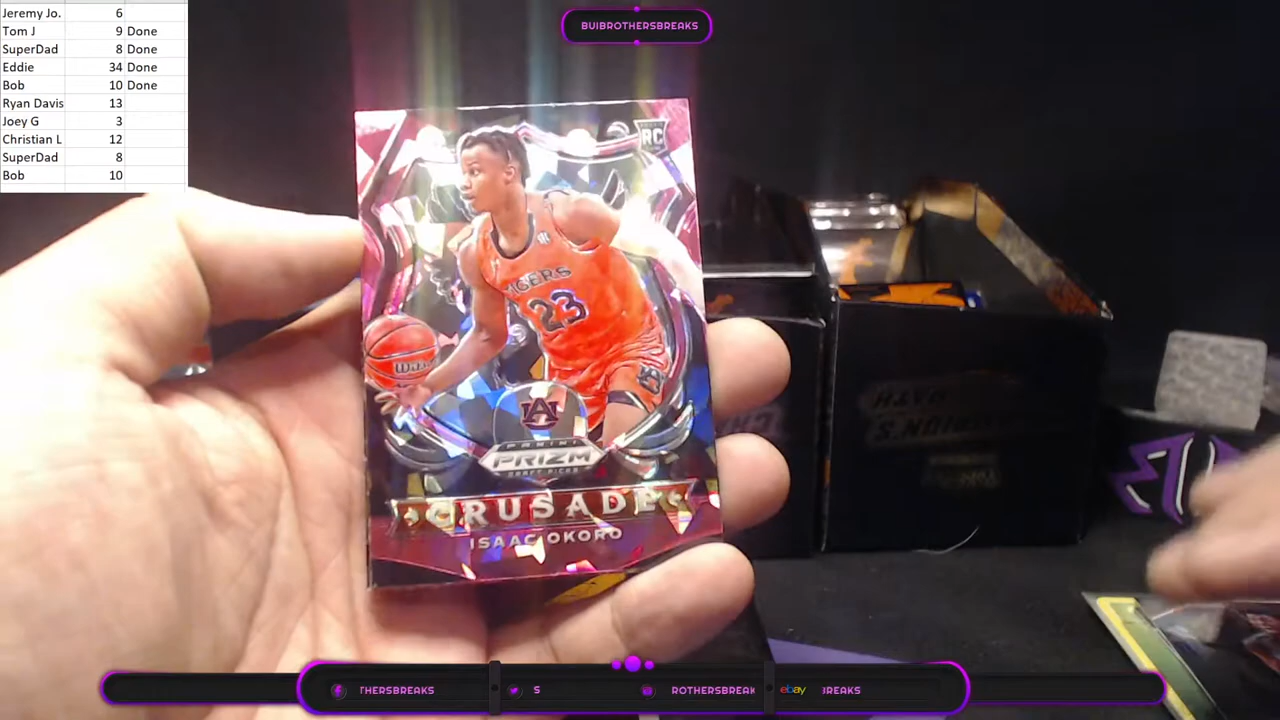 Jeremy Jo. 6
Tom J 9 Done
SuperDad 8 Done
Eddie 34 Done
Bob 10 Done
Ryan Davis 13
Joey G 3
Christian L 12
SuperDad 8
Bob 10
BUIBROTHERSBREAKS
RC
TIGERS
23
PANINI
PRIZM
DRAFT PICKS
CRUSADE
ISAAC OKORO
THERSBREAKS
S
ROTHERSBREAK
ebay
BREAKS